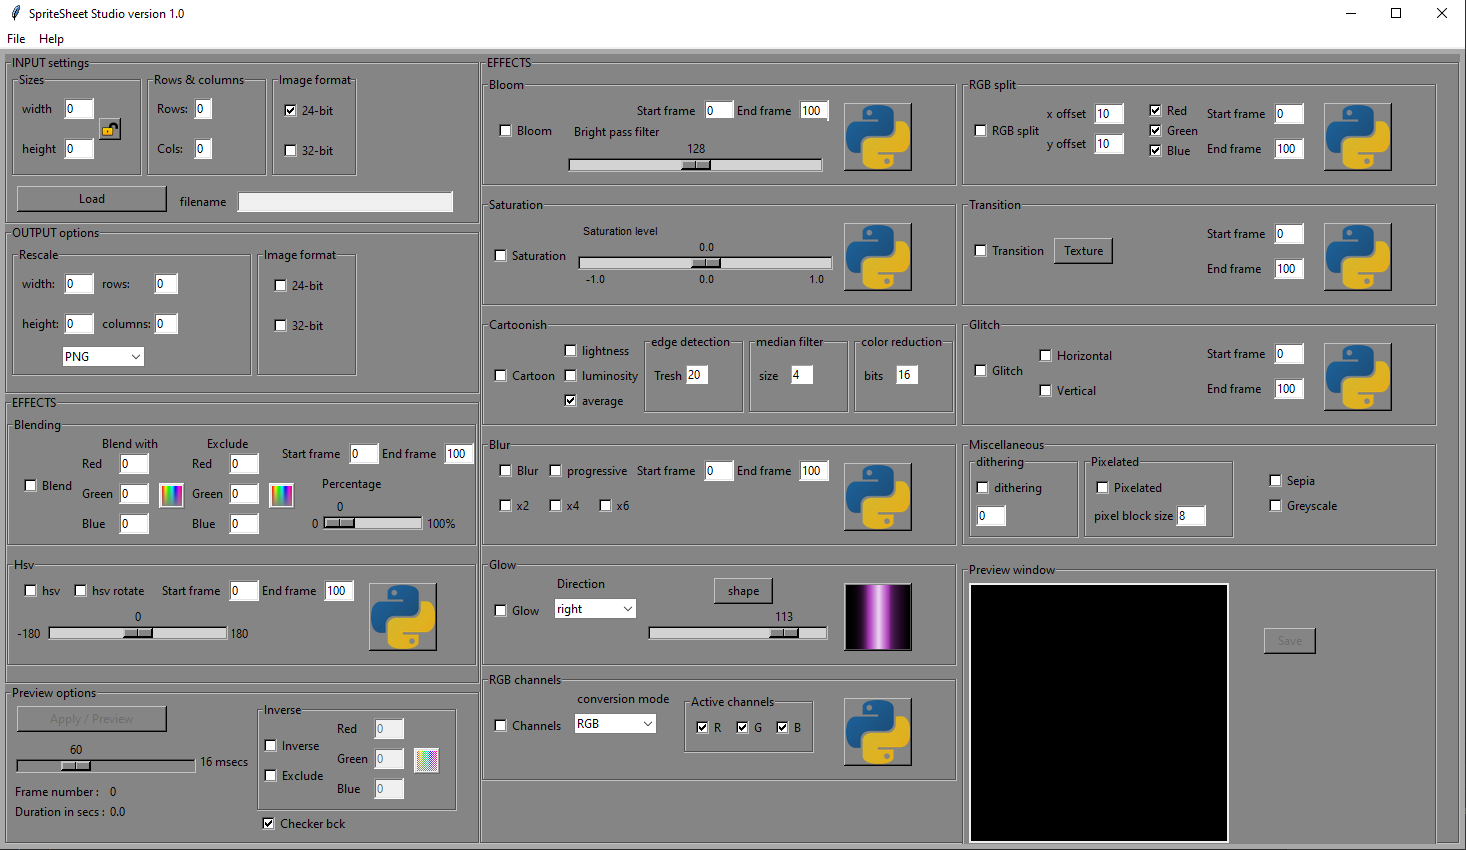 SpriteSheet Studio version 1.0
File Help
INPUT settings
Sizes
width 0
height 0
Rows & columns
Rows: 0
Cols: 0
Image format
24-bit
32-bit
Load filename
OUTPUT options
Rescale
width: 0 rows: 0
height: 0 columns: 0
PNG
Image format
24-bit
32-bit
EFFECTS
Blending
Blend with Exclude
Red 0 Red 0 Start frame 0 End frame 100
Blend Green 0 Green 0 Percentage
Blue 0 Blue 0
0
0 100%
Hsv
hsv hsv rotate Start frame 0 End frame 100
0
-180 180
Preview options
Apply / Preview
60
16 msecs
Frame number : 0
Duration in secs : 0.0
Inverse
Inverse
Exclude
Red 0
Green 0
Blue 0
Checker bck
EFFECTS
Bloom
Start frame 0 End frame 100
Bloom Bright pass filter
128
Saturation
Saturation level
Saturation 0.0
-1.0 0.0 1.0
Cartoonish
Cartoon
lightness
luminosity
average
edge detection
Tresh 20
median filter
size 4
color reduction
bits 16
Blur
Blur progressive Start frame 0 End frame 100
x2 x4 x6
Glow
Direction
Glow right
shape
113
RGB channels
conversion mode
Channels RGB
Active channels
R G B
RGB split
RGB split
x offset 10
y offset 10
Red
Green
Blue
Start frame 0
End frame 100
Transition
Transition Texture
Start frame 0
End frame 100
Glitch
Glitch
Horizontal
Vertical
Start frame 0
End frame 100
Miscellaneous
dithering
dithering
0
Pixelated
Pixelated
pixel block size 8
Sepia
Greyscale
Preview window
Save